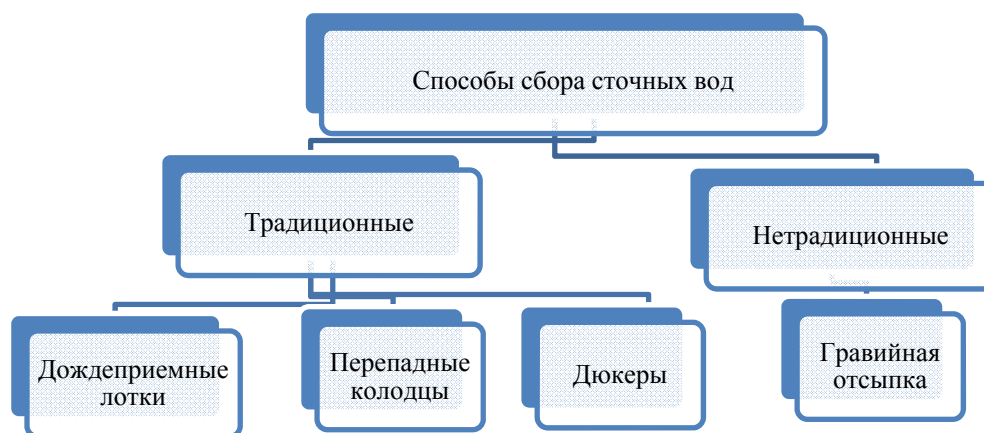 Способы сбора сточных вод
Традиционные
Нетрадиционные
Дождеприемные
лотки
Перепадные
колодцы
Дюкеры
Гравийная
отсыпка